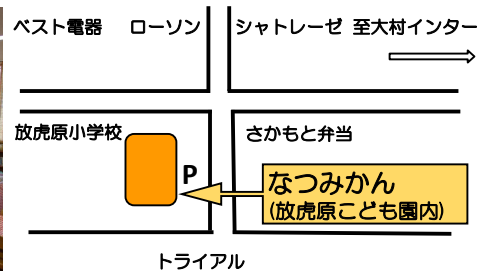 ベスト電器 ローソン シャトレーゼ 至大村インター
放虎原小学校 さかもと弁当
P
なつみかん
(放虎原こども園内)
トライアル